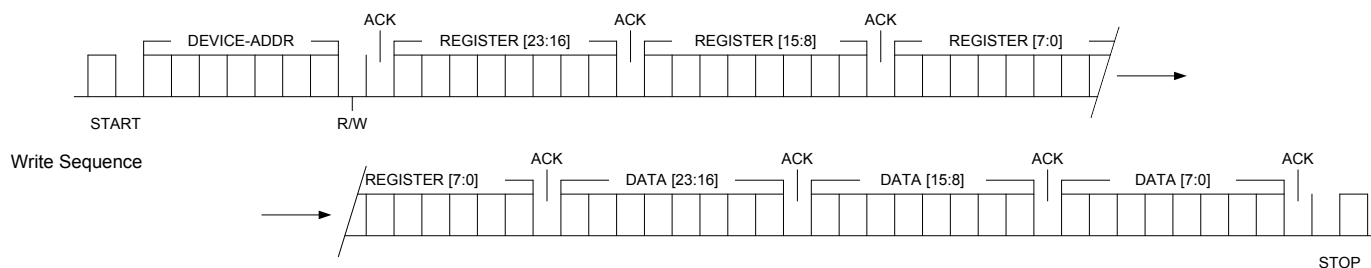 ACK ACK ACK
DEVICE-ADDR REGISTER [23:16] REGISTER [15:8] REGISTER [7:0]
START R/W
Write Sequence
ACK ACK ACK ACK
REGISTER [7:0] DATA [23:16] DATA [15:8] DATA [7:0]
STOP